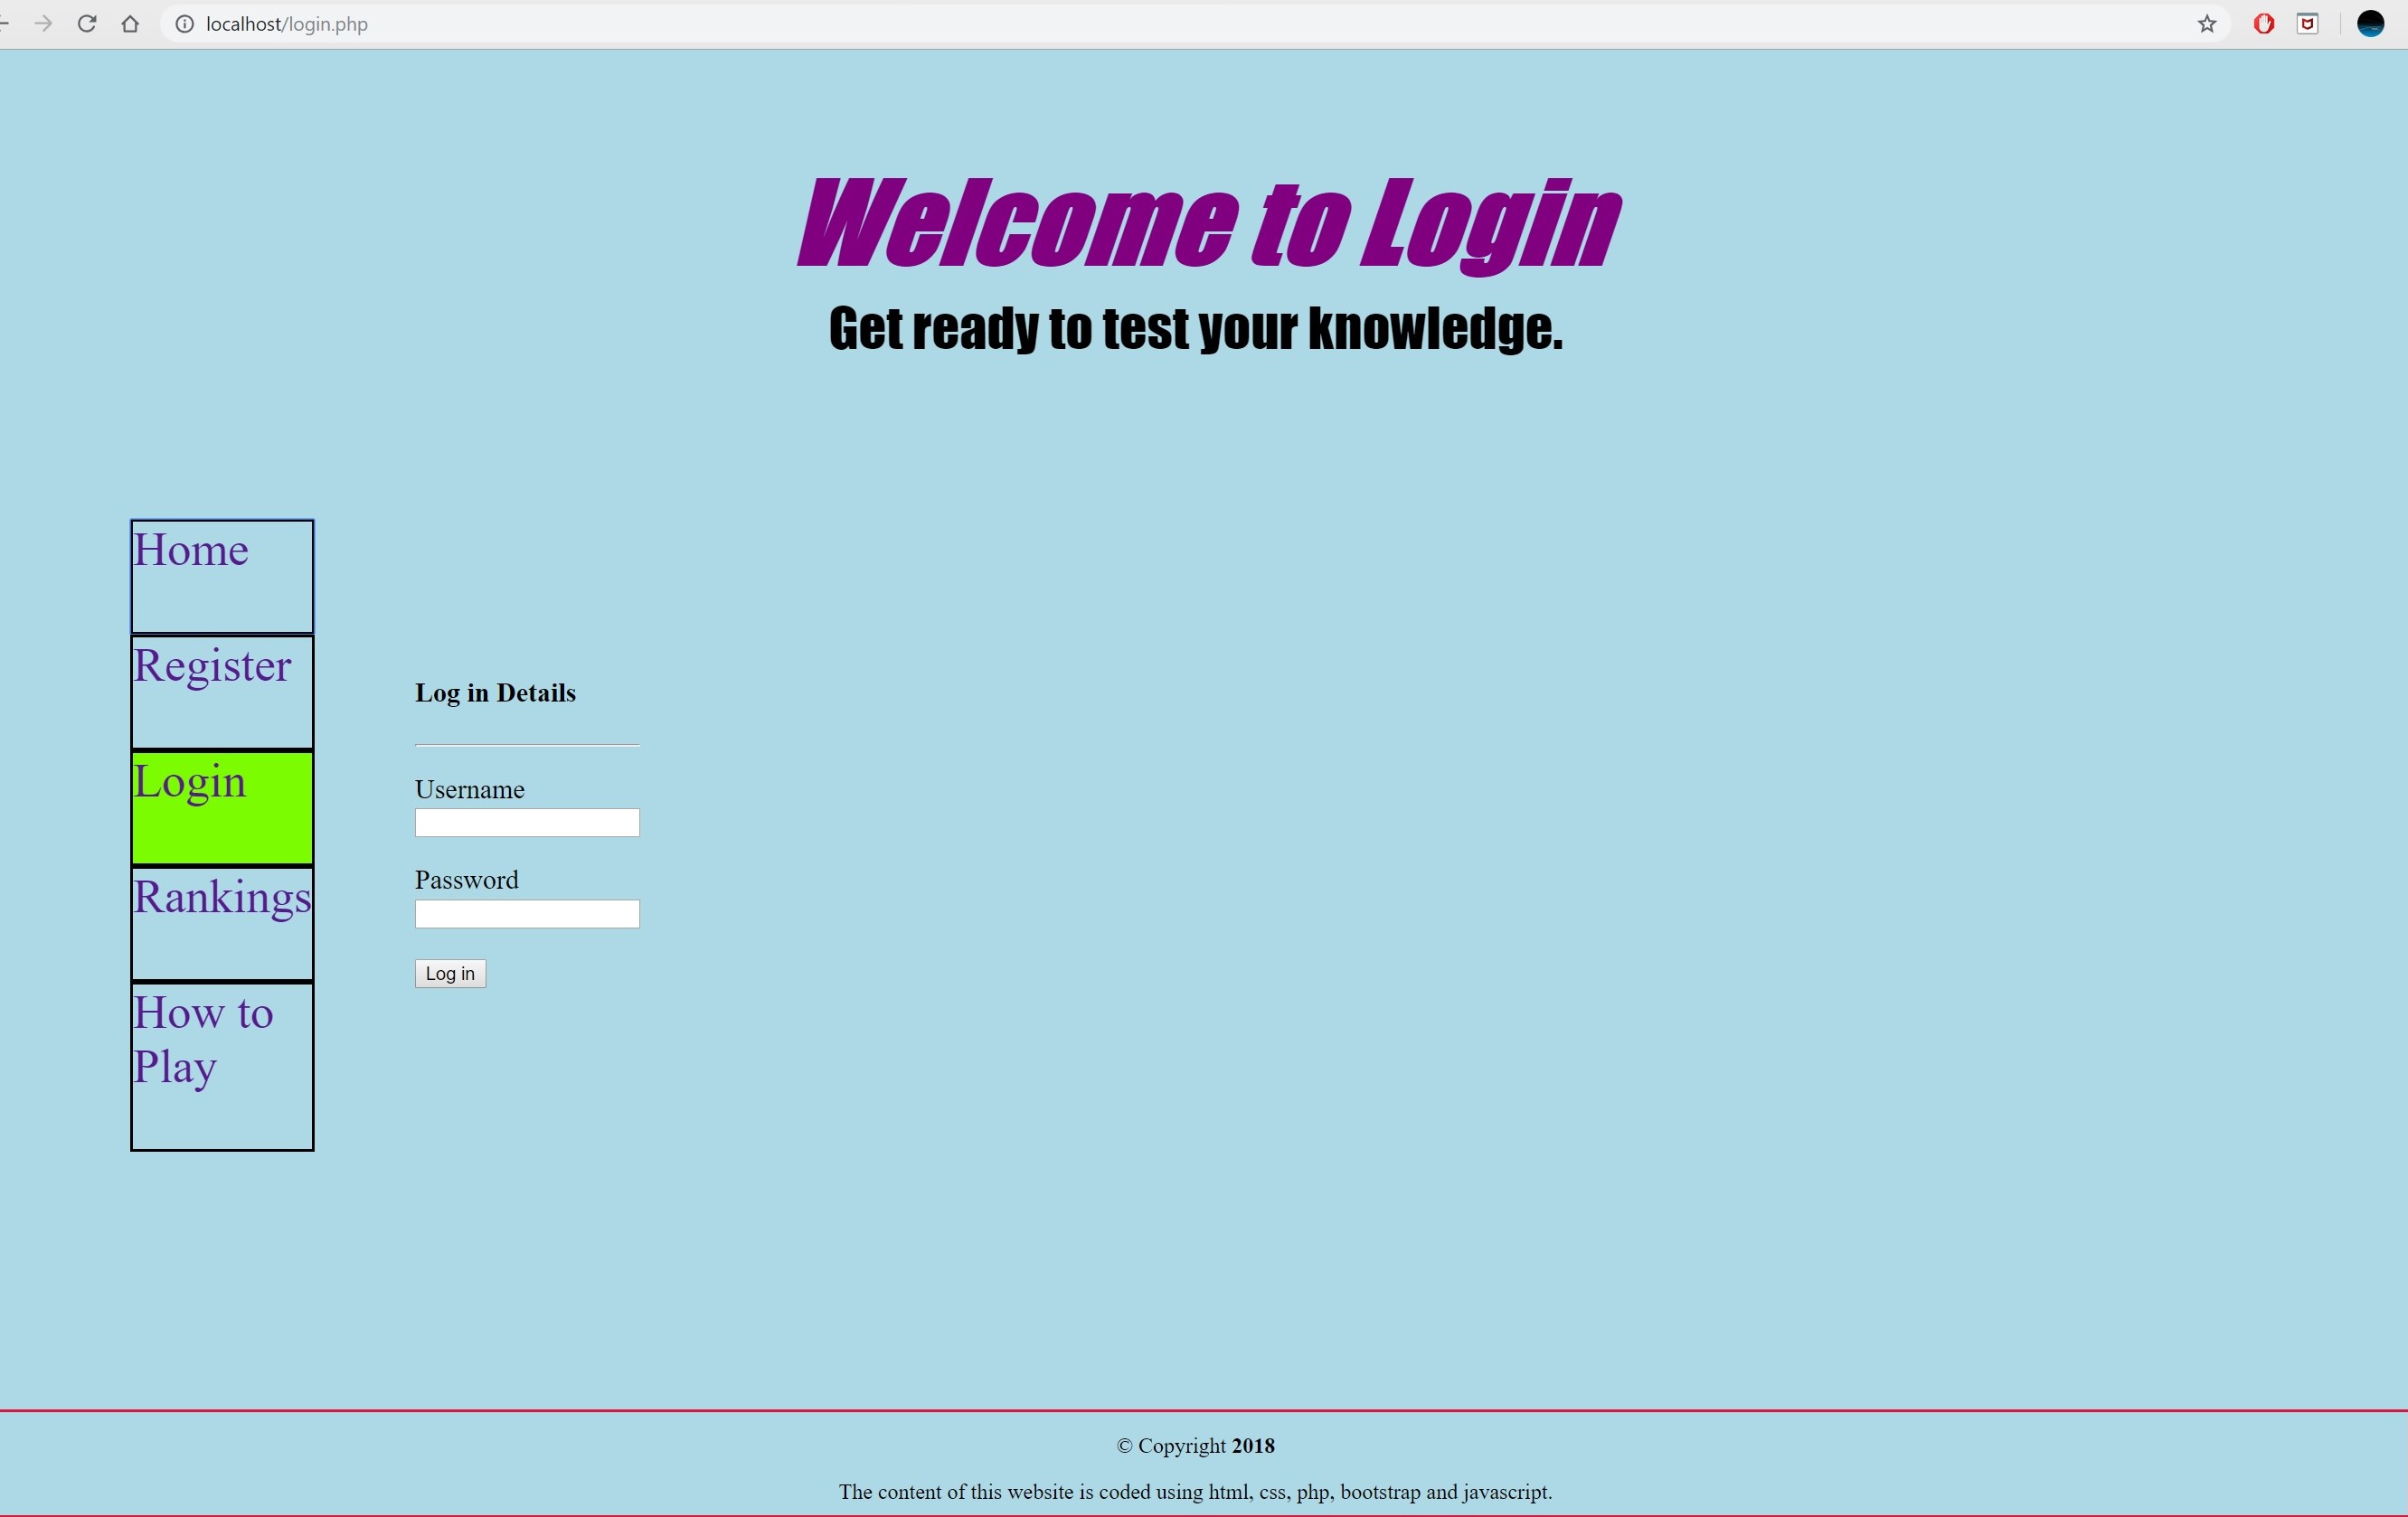 localhost/login.php
Welcome to Login
Get ready to test your knowledge.
Home
Register
Login
Rankings
How to
Play
Log in Details
Username
Password
Log in
© Copyright 2018
The content of this website is coded using html, css, php, bootstrap and javascript.